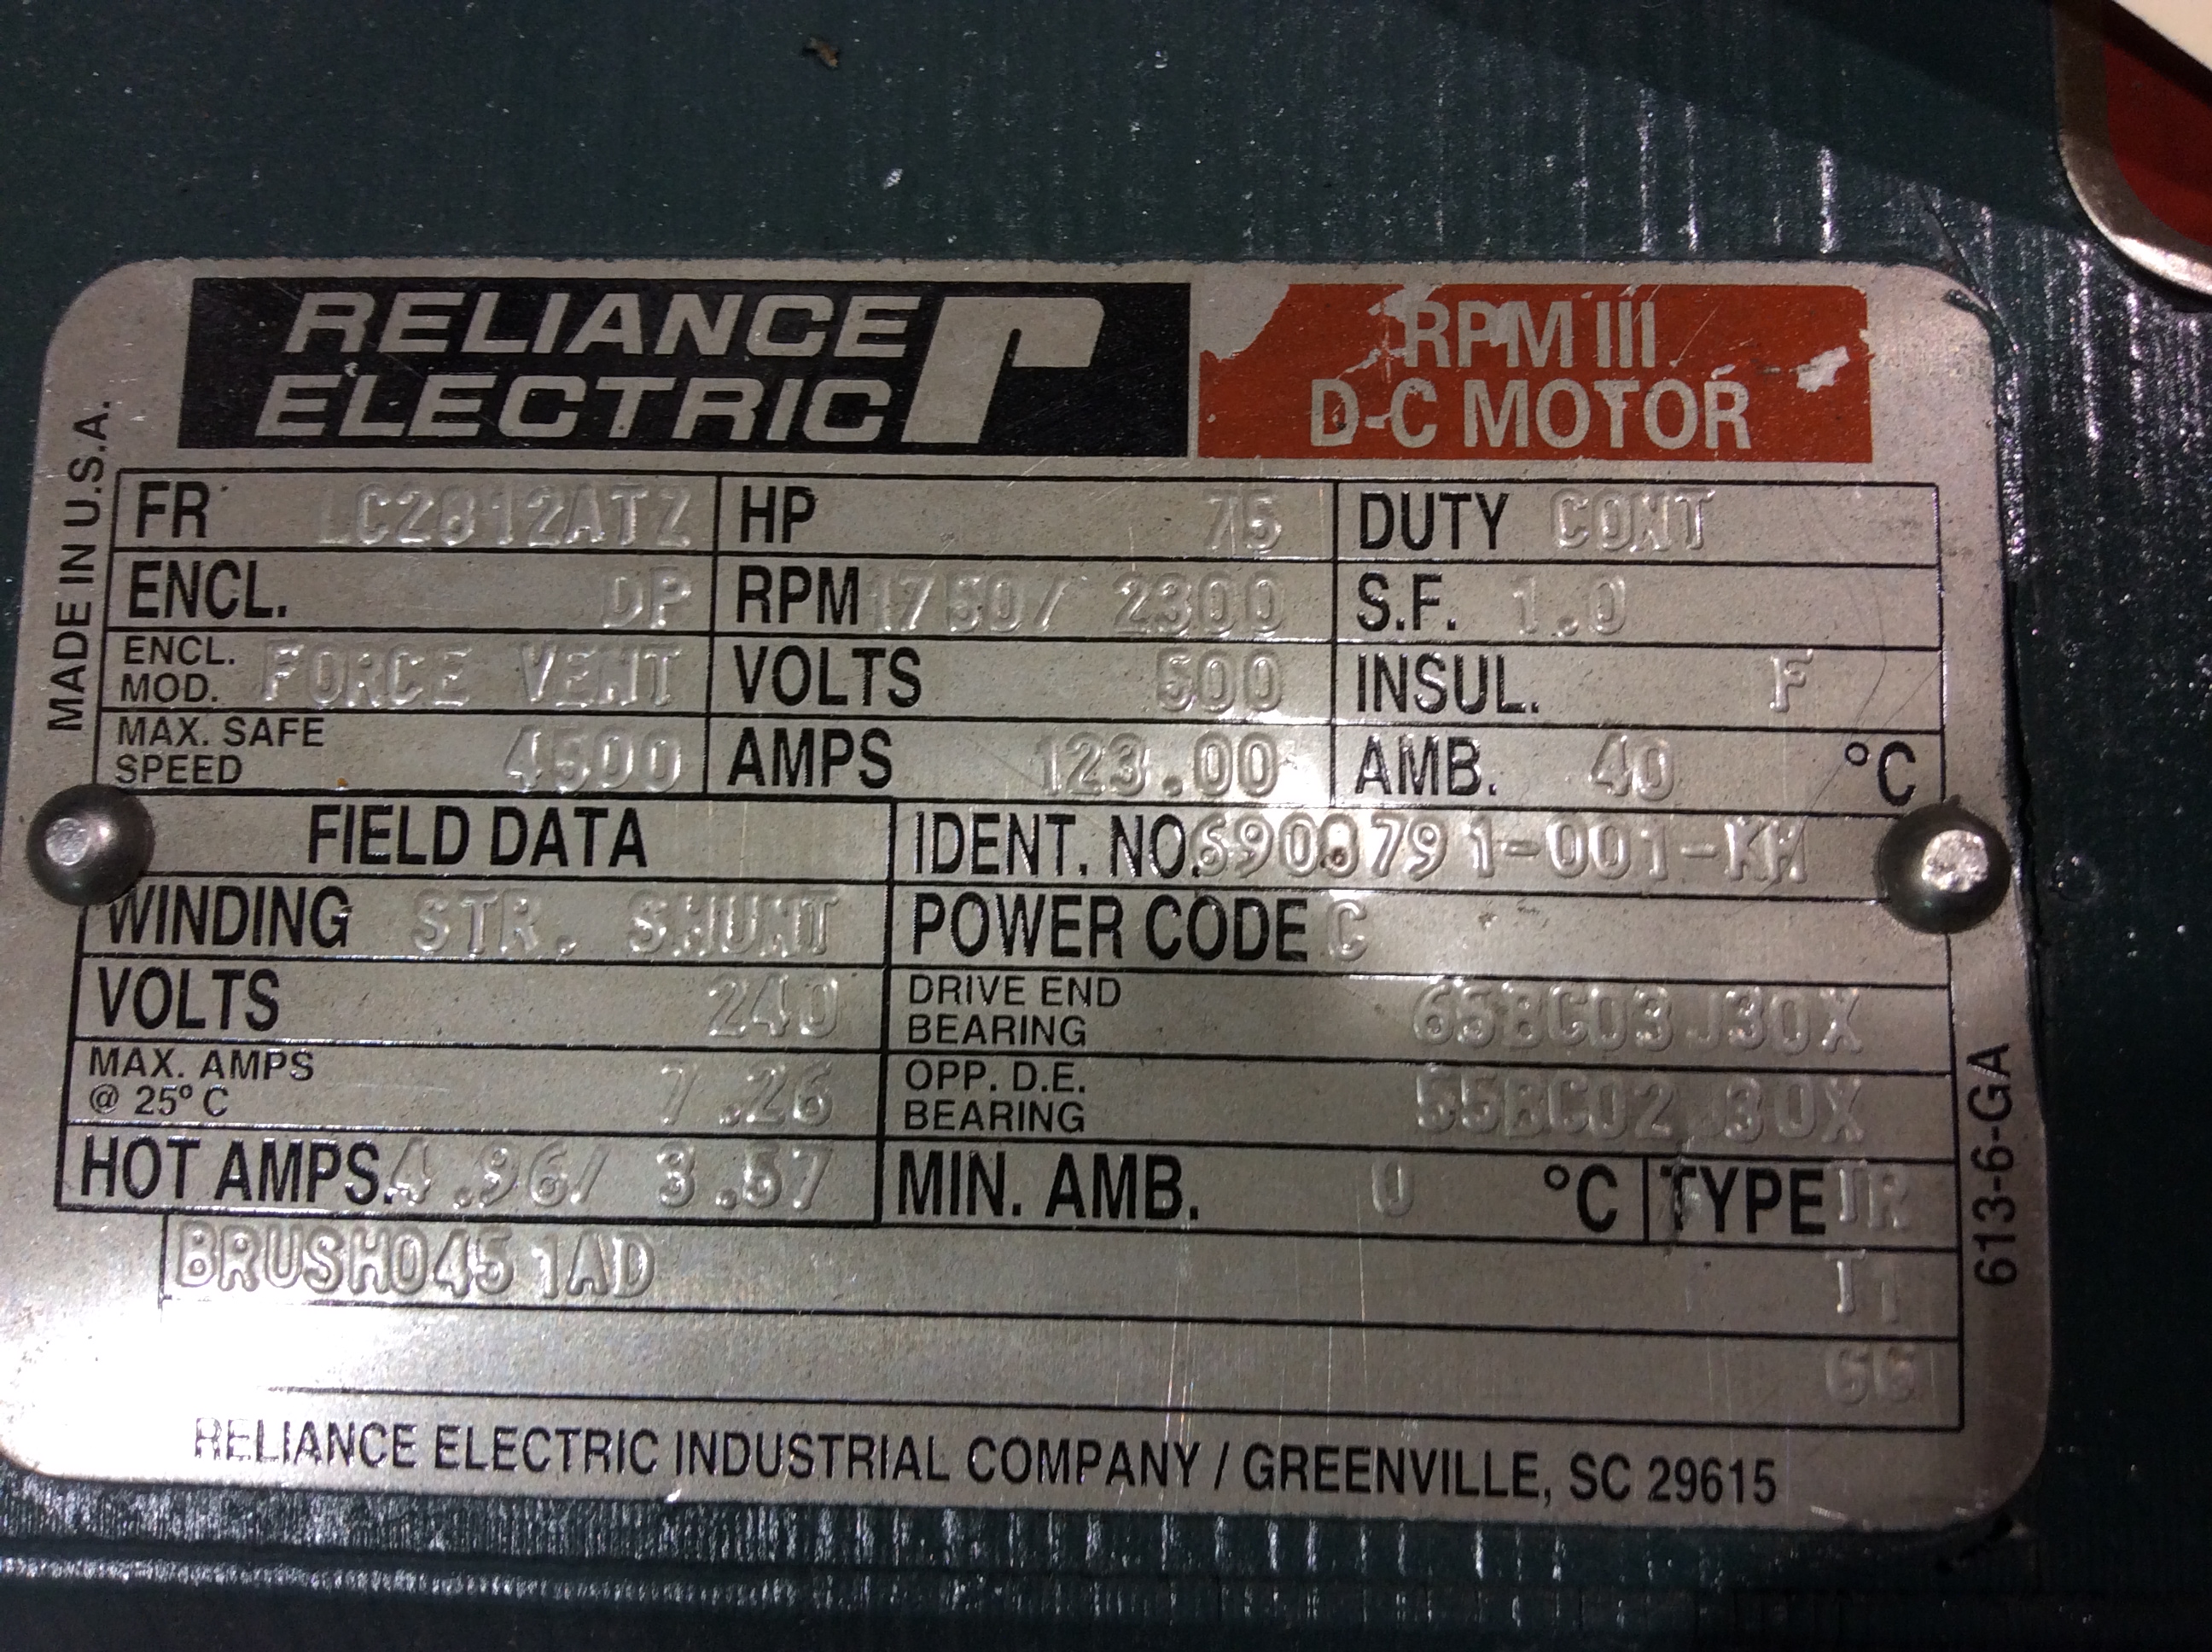 RELIANCE
ELECTRIC
RPM III
D-C MOTOR
MADE IN U.S.A.
FR LC2812ATZ HP 75 DUTY CONT
ENCL. DP RPM 1750/ 2300 S.F. 1.0
ENCL.
MOD. FORCE VENT VOLTS 500 INSUL. F
MAX. SAFE
SPEED 4500 AMPS 123.00 AMB. 40 °C
FIELD DATA IDENT. NO. 6908791-001-KH
WINDING STR. SHUNT POWER CODE C
VOLTS 240 DRIVE END
BEARING 65BC03J30X
MAX. AMPS
@ 25° C 7.26 OPP. D.E.
BEARING 55BC02J30X
HOT AMPS. 4.96/ 3.57 MIN. AMB. 0 °C TYPE TR
BRUSH0451AD T1
GG
613-6-GA
RELIANCE ELECTRIC INDUSTRIAL COMPANY / GREENVILLE, SC 29615